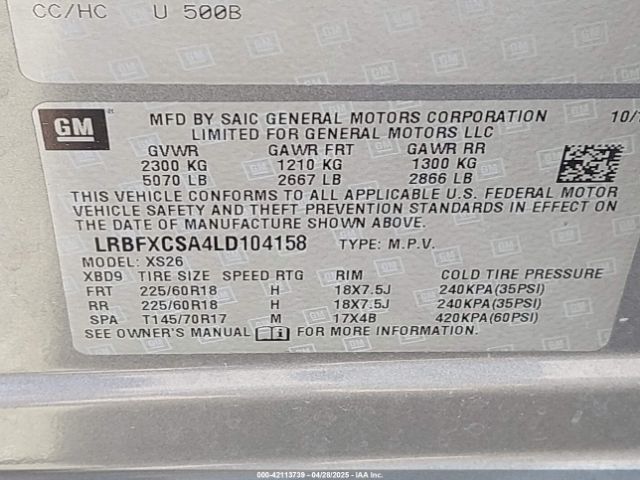 CC/HC U 500B
GM
MFD BY SAIC GENERAL MOTORS CORPORATION 10/
LIMITED FOR GENERAL MOTORS LLC
GVWR GAWR FRT GAWR RR
2300 KG 1210 KG 1300 KG
5070 LB 2667 LB 2866 LB
THIS VEHICLE CONFORMS TO ALL APPLICABLE U.S. FEDERAL MOTOR
VEHICLE SAFETY AND THEFT PREVENTION STANDARDS IN EFFECT ON
THE DATE OF MANUFACTURE SHOWN ABOVE.
LRBFXCSA4LD104158 TYPE: M.P.V.
MODEL: XS26
XBD9 TIRE SIZE SPEED RTG RIM COLD TIRE PRESSURE
FRT 225/60R18 H 18X7.5J 240KPA(35PSI)
RR 225/60R18 H 18X7.5J 240KPA(35PSI)
SPA T145/70R17 M 17X4B 420KPA(60PSI)
SEE OWNER'S MANUAL FOR MORE INFORMATION.
000-42113739 - 04/28/2025 - IAAI.COM